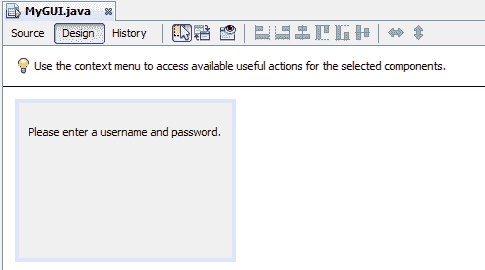 MyGUI.java
Source Design History
Use the context menu to access available useful actions for the selected components.
Please enter a username and password.